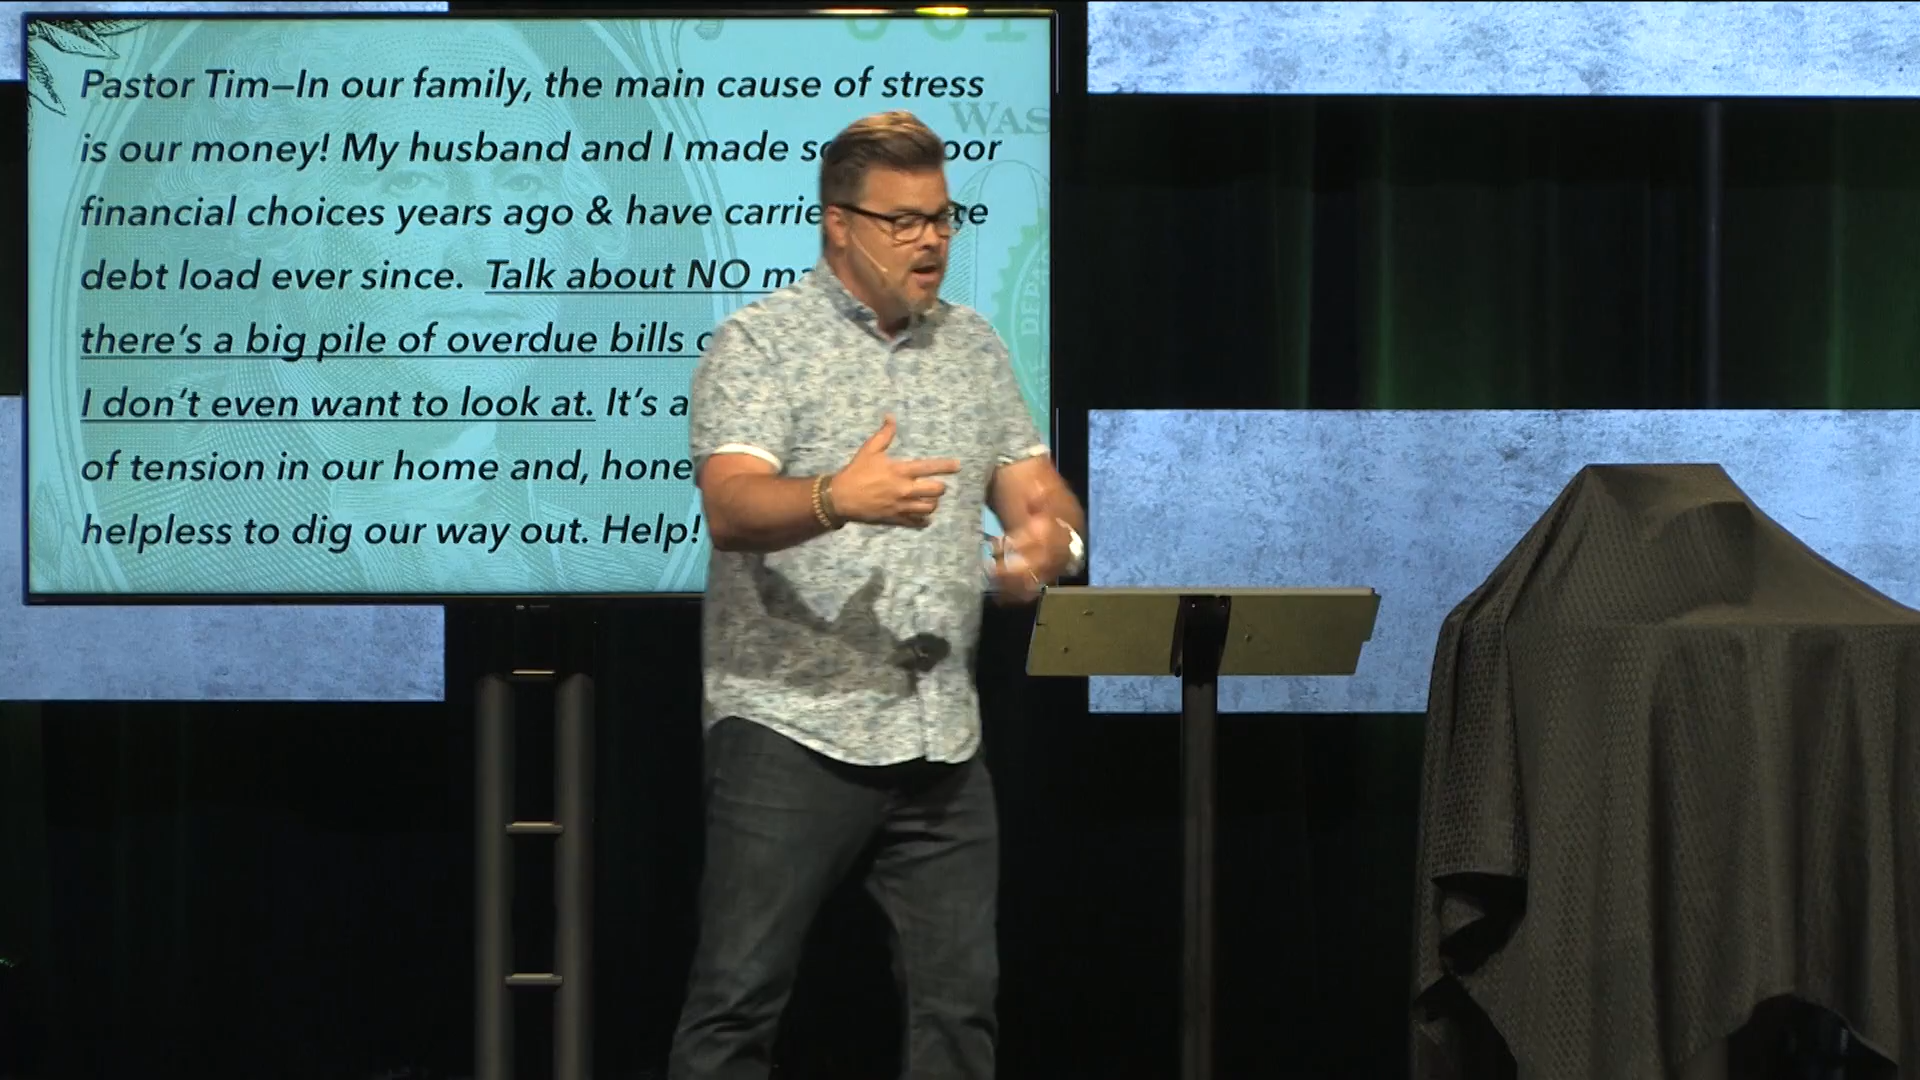 Pastor Tim—In our family, the main cause of stress
is our money! My husband and I made
financial choices years ago & have
debt load ever since. Talk about NO
there's a big pile of overdue bills
I don't even want to look at. It's a
of tension in our home and,
helpless to dig our way out. Help!